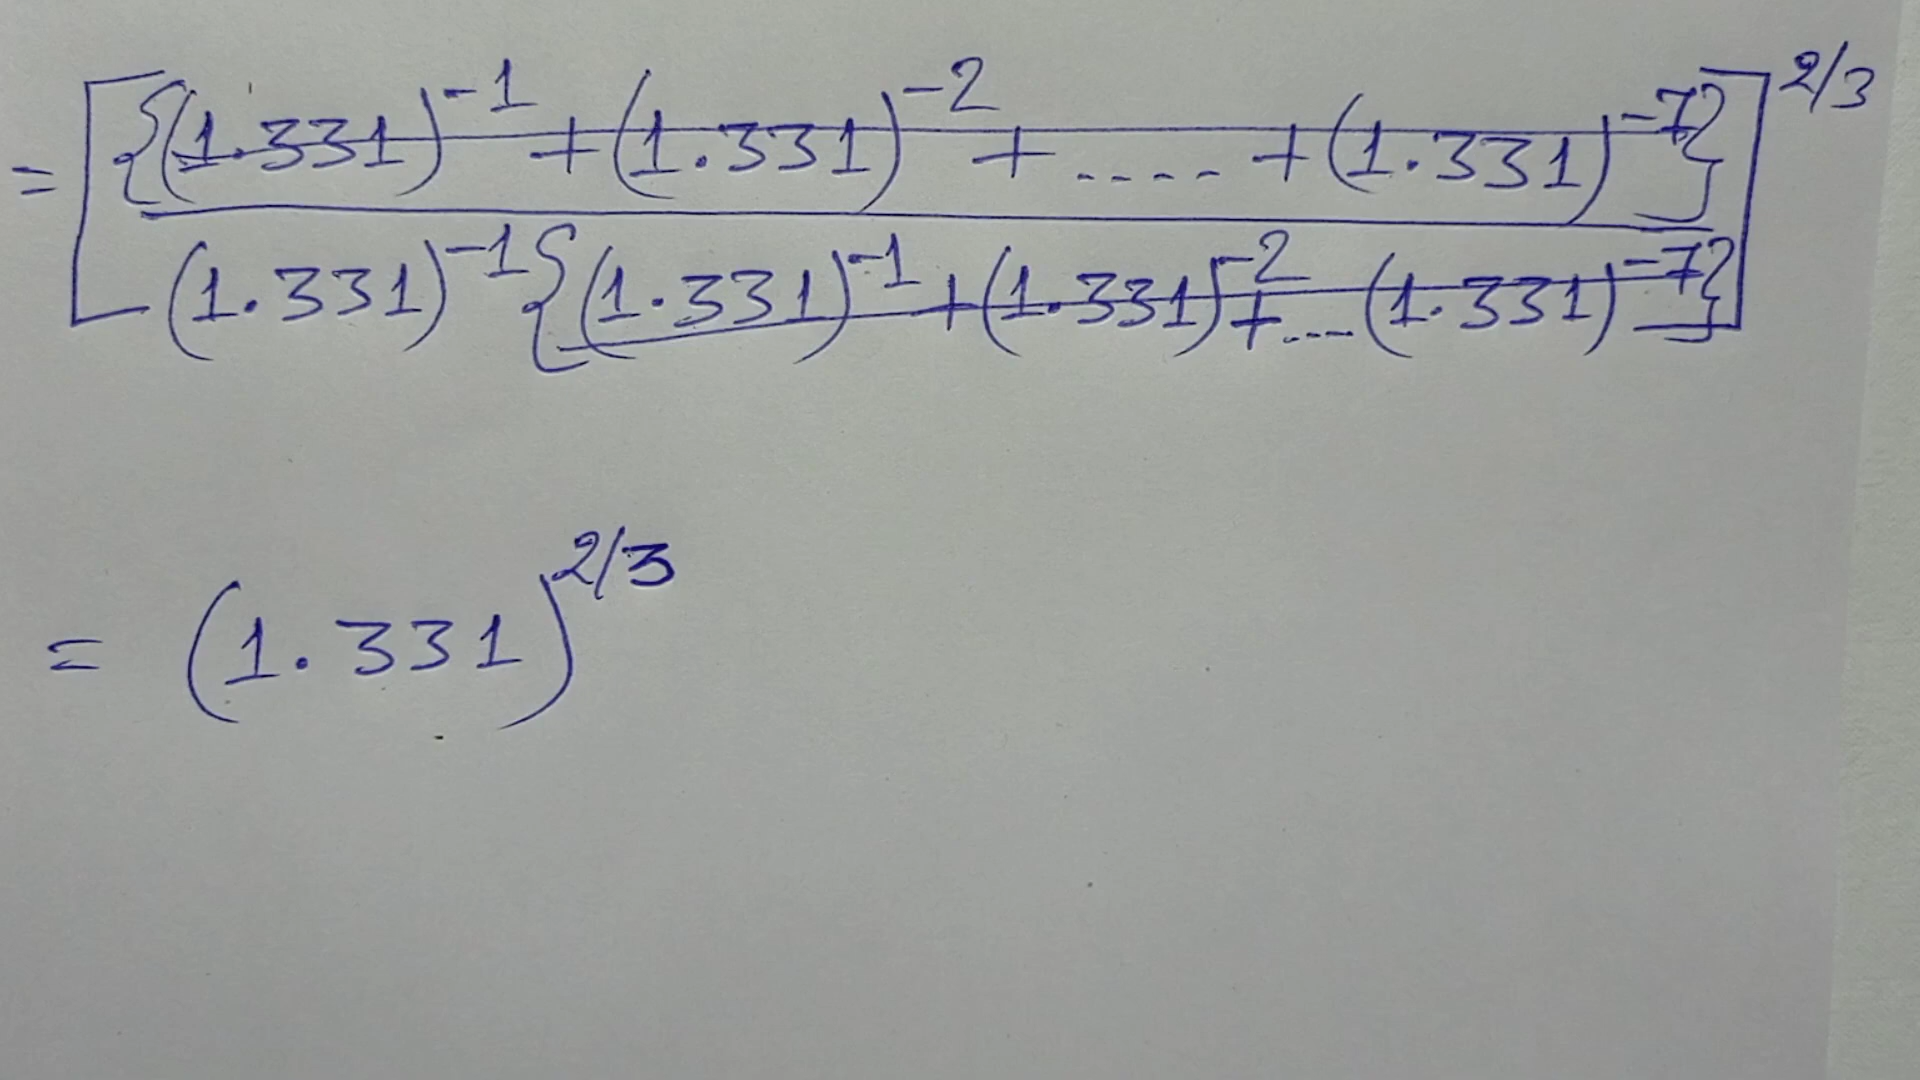 = [{(1.331)^-1 + (1.331)^-2 + .... + (1.331)^-7}
(1.331)^-1 {(1.331)^-1 + (1.331)^-2 + ... (1.331)^-7}]^2/3
= (1.331)^2/3